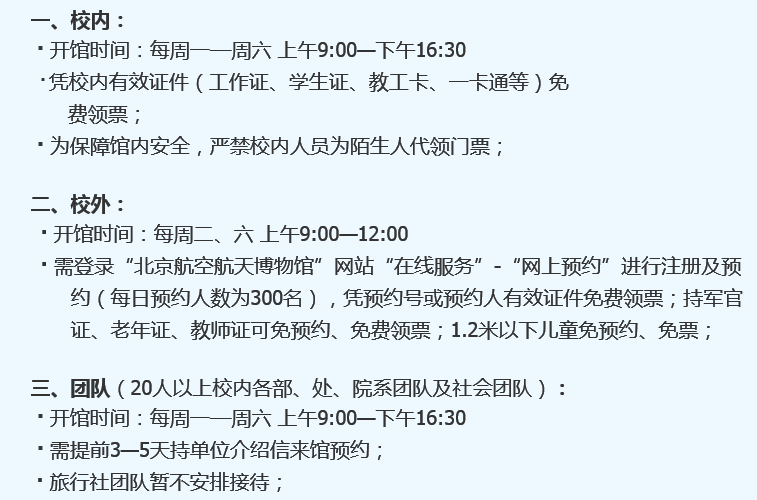 一、校内：
· 开馆时间：每周一—周六 上午9:00—下午16:30
· 凭校内有效证件（工作证、学生证、教工卡、一卡通等）免
费领票；
· 为保障馆内安全，严禁校内人员为陌生人代领门票；
二、校外：
· 开馆时间：每周二、六 上午9:00—12:00
· 需登录“北京航空航天博物馆”网站“在线服务”-“网上预约”进行注册及预
约（每日预约人数为300名），凭预约号或预约人有效证件免费领票；持军官
证、老年证、教师证可免预约、免费领票；1.2米以下儿童免预约、免票；
三、团队（20人以上校内各部、处、院系团队及社会团队）：
· 开馆时间：每周一—周六 上午9:00—下午16:30
· 需提前3—5天持单位介绍信来馆预约；
· 旅行社团队暂不安排接待；